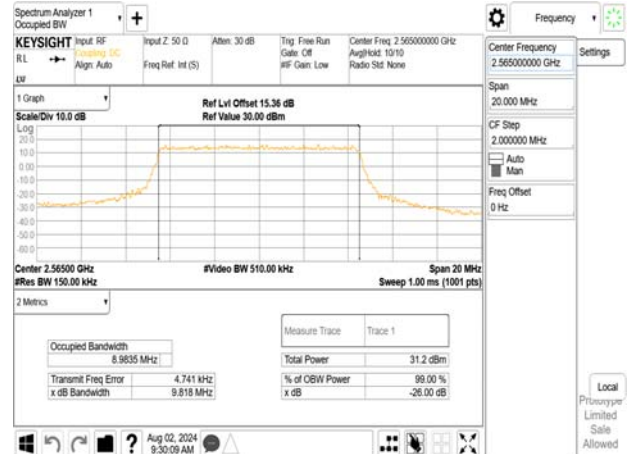 Spectrum Analyzer 1
Occupied BW
Frequency
KEYSIGHT
Input: RF
Coupling: DC
Align: Auto
Input Z: 50 Ω
Freq Ref: Int (S)
Atten: 30 dB
Trig: Free Run
Gate: Off
#IF Gain: Low
Center Freq: 2.565000000 GHz
Avg|Hold: 10/10
Radio Std: None
RL
LXI
Center Frequency
2.565000000 GHz
Settings
Span
20.000 MHz
CF Step
2.000000 MHz
Auto
Man
Freq Offset
0 Hz
1 Graph
Scale/Div 10.0 dB
Ref Lvl Offset 15.36 dB
Ref Value 30.00 dBm
Log
20.0
10.0
0.00
-10.0
-20.0
-30.0
-40.0
-50.0
-60.0
Center 2.56500 GHz
#Video BW 510.00 kHz
Span 20 MHz
#Res BW 150.00 kHz
Sweep 1.00 ms (1001 pts)
2 Metrics
Measure Trace Trace 1
Occupied Bandwidth
8.9835 MHz
Total Power 31.2 dBm
Transmit Freq Error 4.741 kHz
% of OBW Power 99.00 %
x dB Bandwidth 9.818 MHz
x dB -26.00 dB
Local
Prototype
Limited
Sale
Allowed
?
Aug 02, 2024
9:30:09 AM